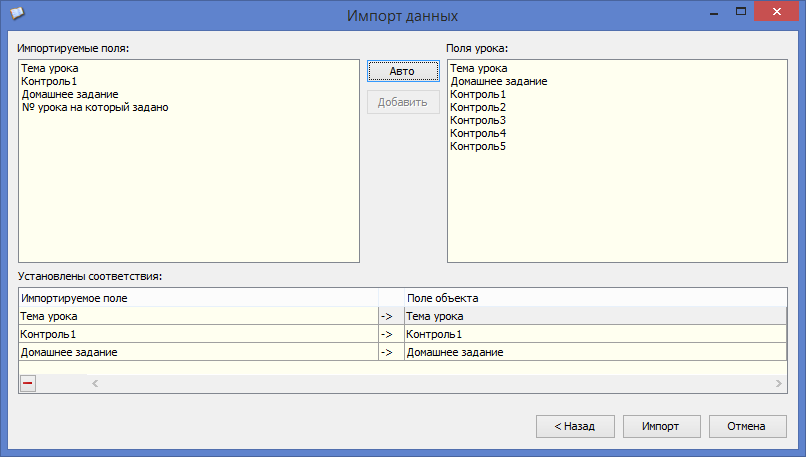 Импорт данных
Импортируемые поля:
Тема урока
Контроль1
Домашнее задание
№ урока на который задано
Авто
Добавить
Поля урока:
Тема урока
Домашнее задание
Контроль1
Контроль2
Контроль3
Контроль4
Контроль5
Установлены соответствия:
Импортируемое поле Поле объекта
Тема урока -> Тема урока
Контроль1 -> Контроль1
Домашнее задание -> Домашнее задание
< Назад Импорт Отмена